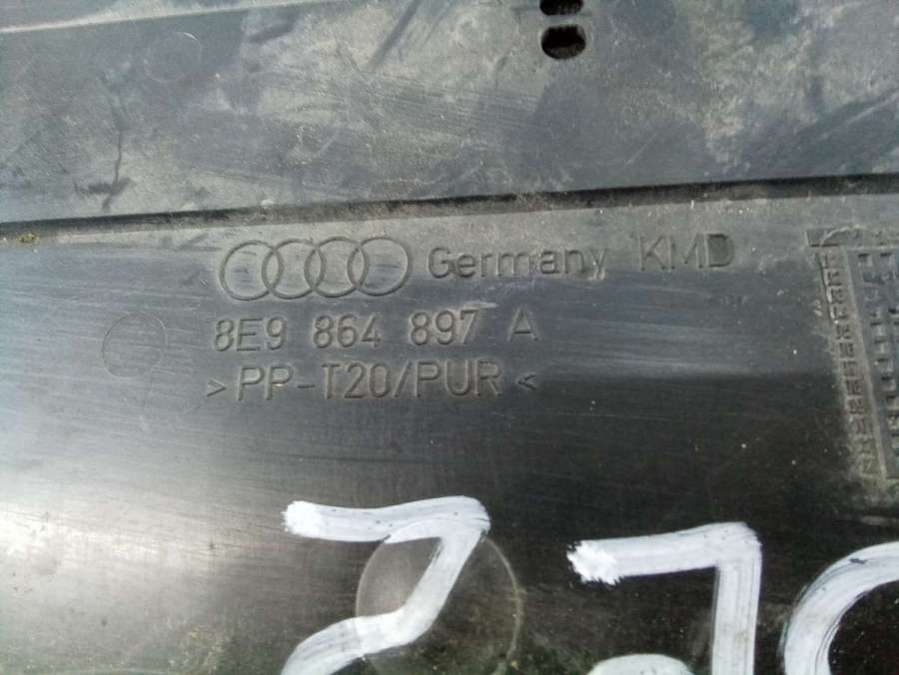 Germany KMD
8E9 864 897 A
>PP-T20/PUR<